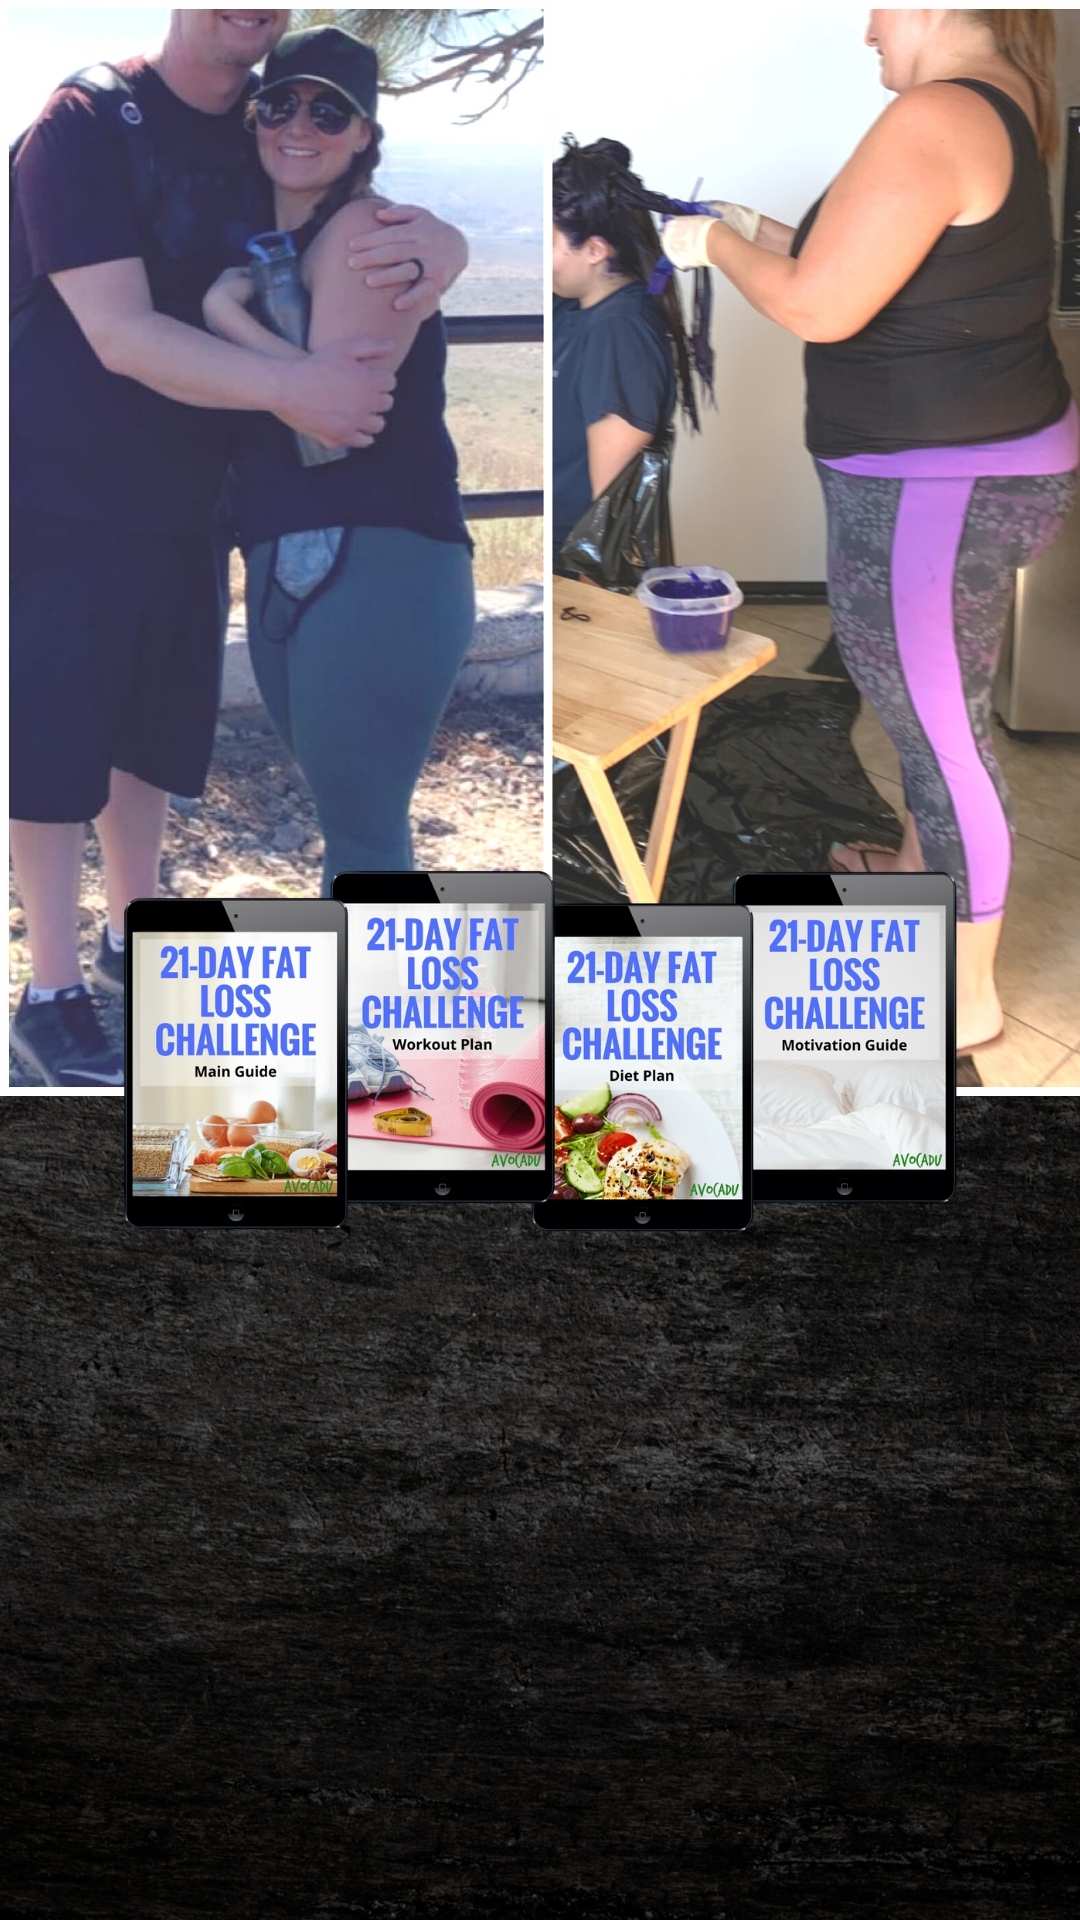 21-DAY FAT
LOSS
CHALLENGE
Main Guide
AVOCADU
21-DAY FAT
LOSS
CHALLENGE
Workout Plan
AVOCADU
21-DAY FAT
LOSS
CHALLENGE
Diet Plan
AVOCADU
21-DAY FAT
LOSS
CHALLENGE
Motivation Guide
AVOCADU